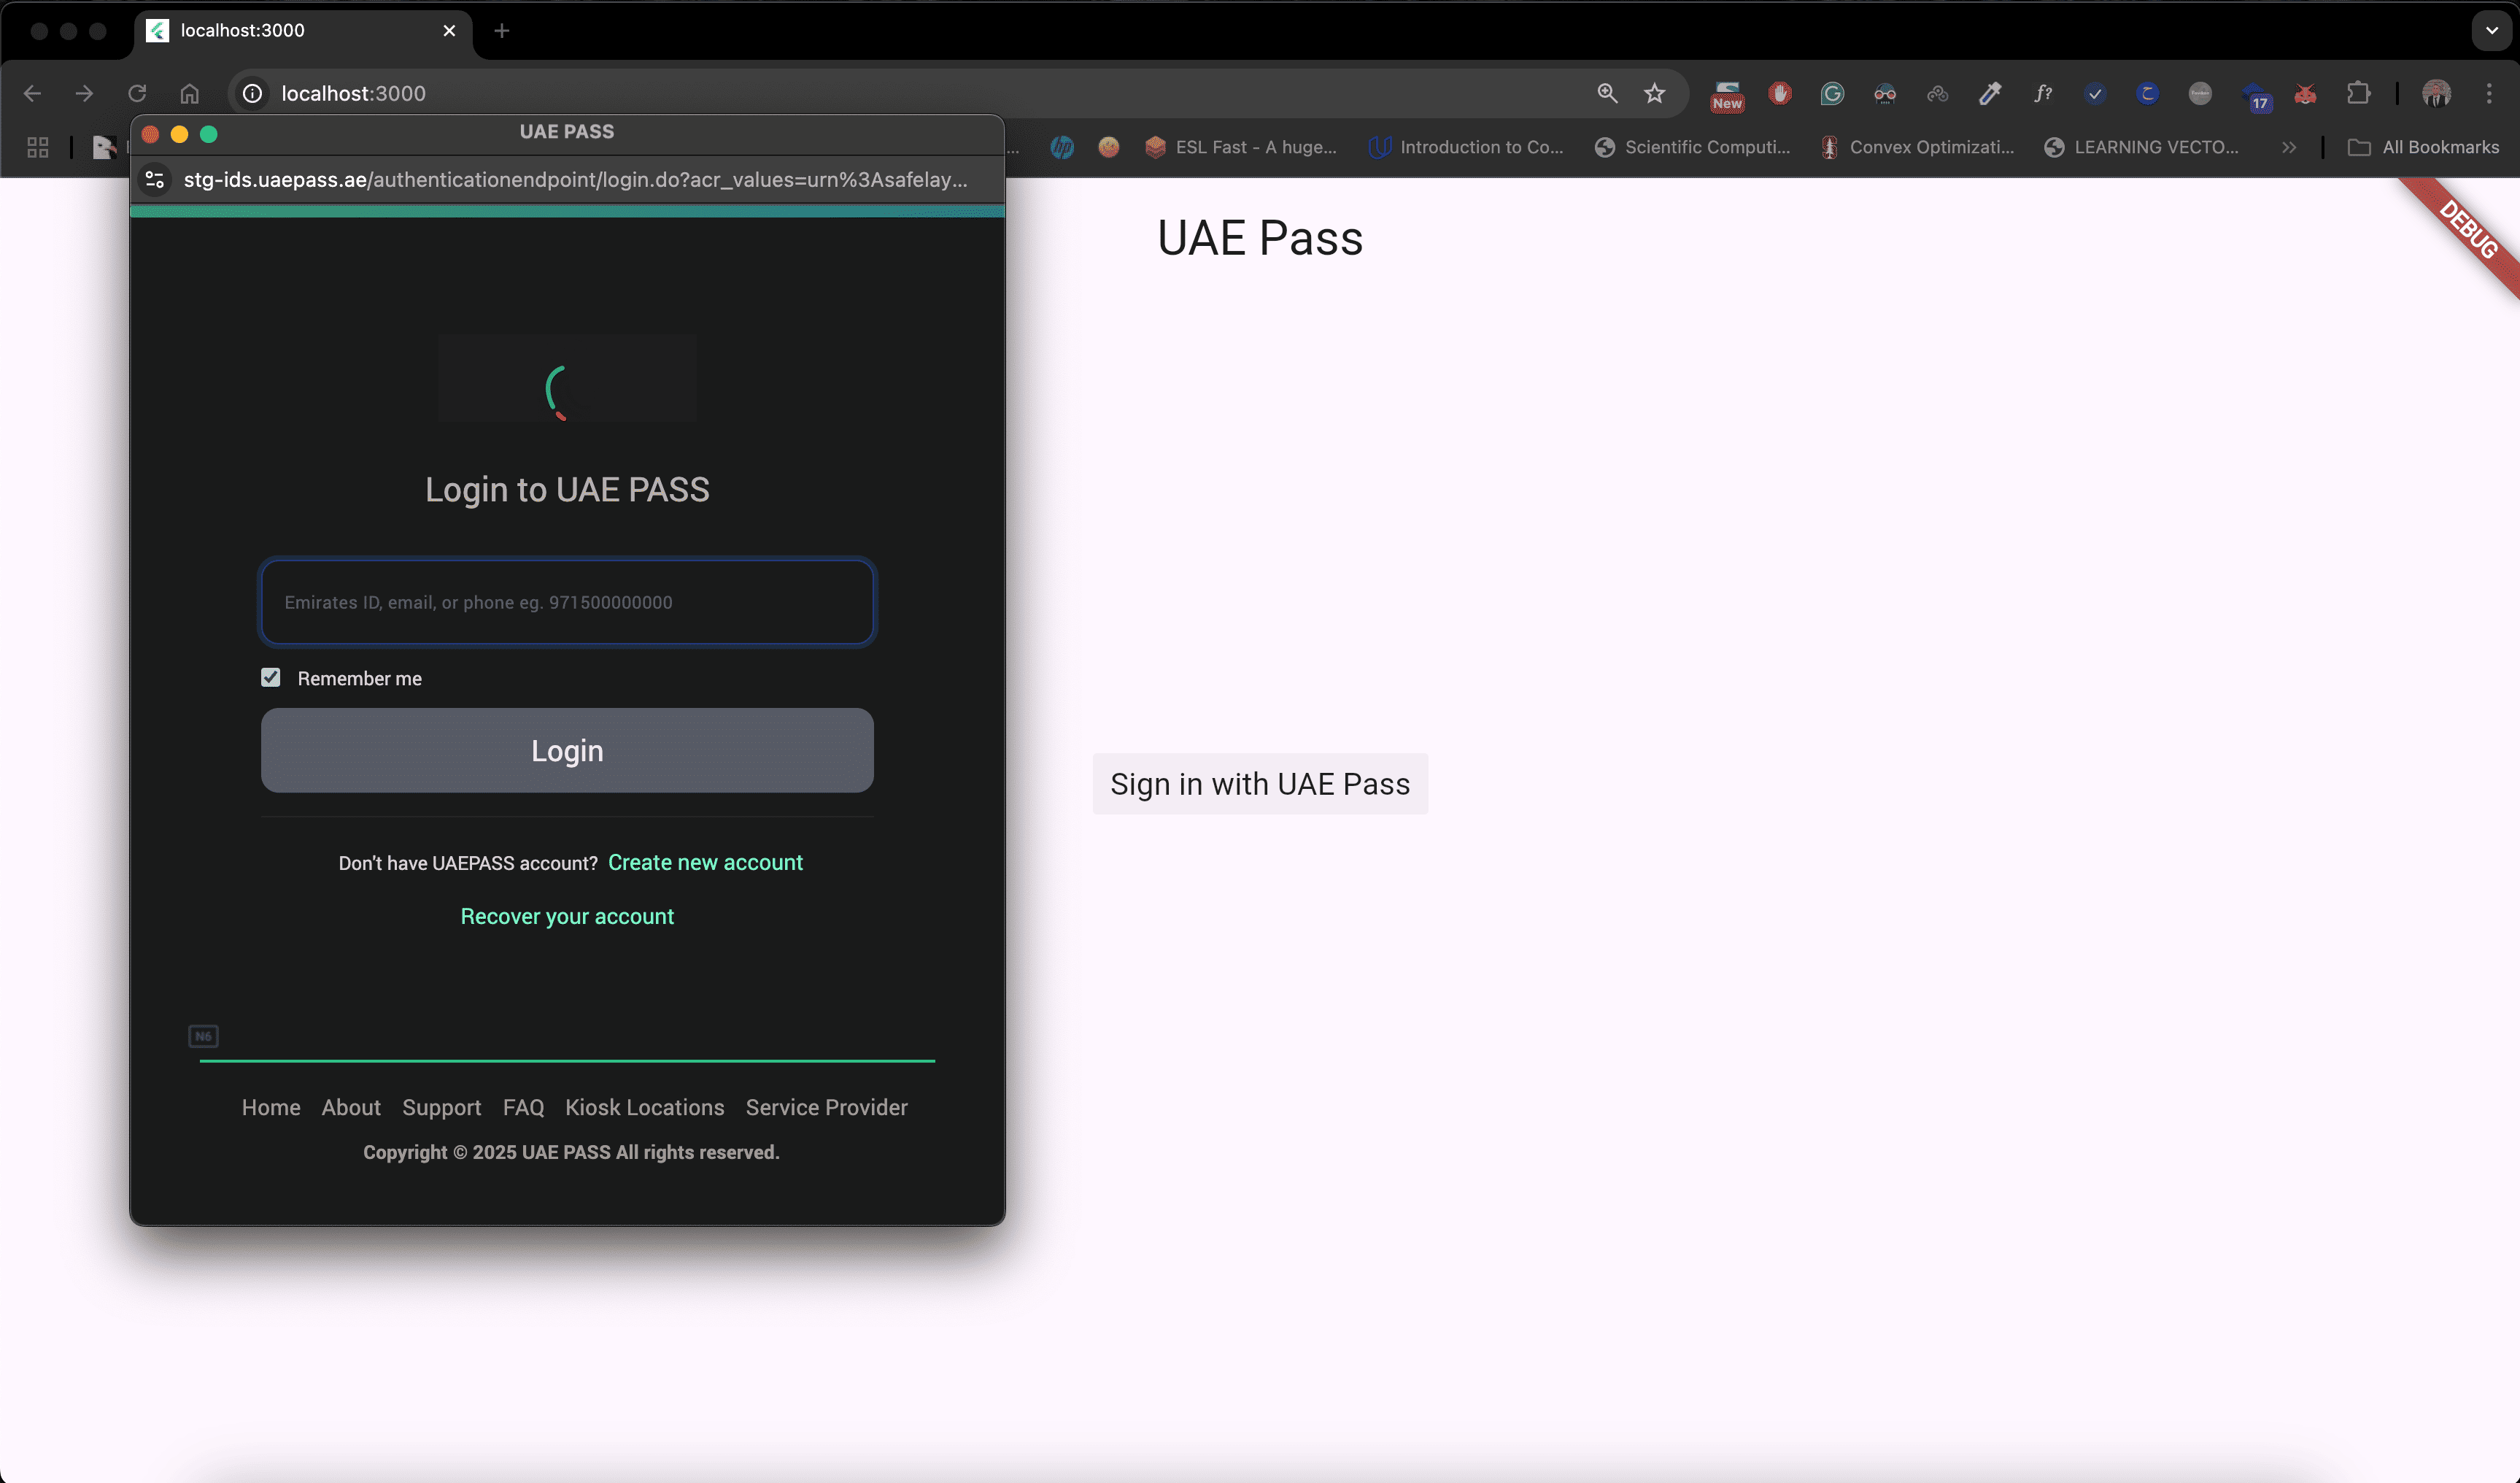 localhost:3000
localhost:3000
New
f?
17
UAE PASS
ESL Fast - A huge...
Introduction to Co...
Scientific Computi...
Convex Optimizati...
LEARNING VECTO...
All Bookmarks
stg-ids.uaepass.ae/authenticationendpoint/login.do?acr_values=urn%3Asafelay...
UAE Pass
DEBUG
Login to UAE PASS
Emirates ID, email, or phone eg. 971500000000
Remember me
Login
Sign in with UAE Pass
Don't have UAEPASS account? Create new account
Recover your account
N6
Home About Support FAQ Kiosk Locations Service Provider
Copyright © 2025 UAE PASS All rights reserved.